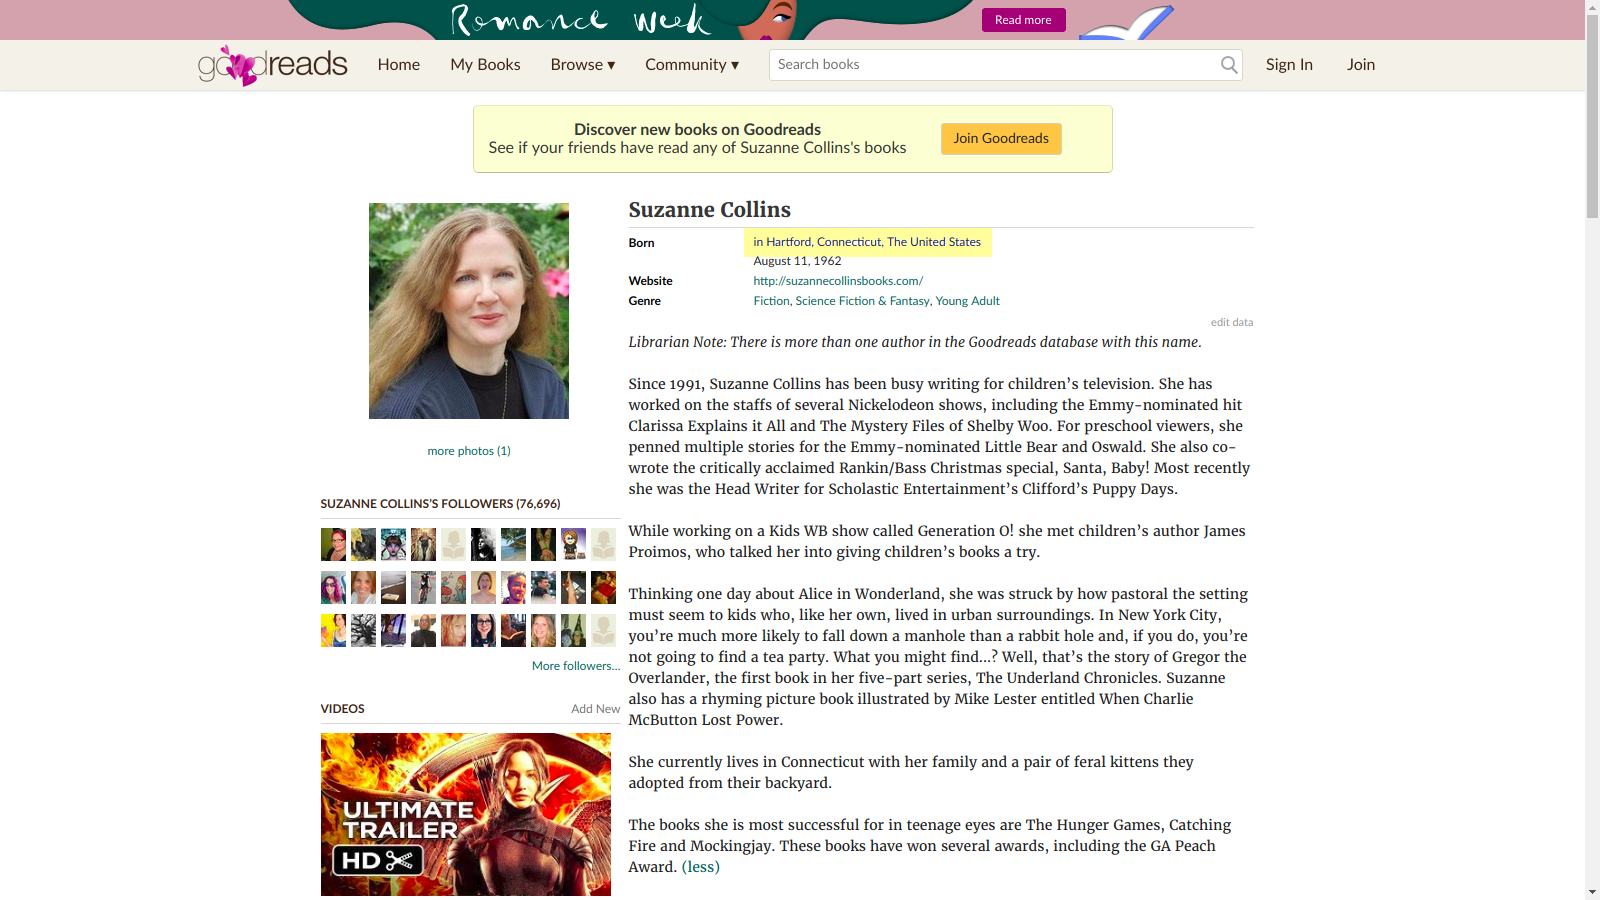 Romance Week
Read more
goodreads
Home
My Books
Browse ▾
Community ▾
Search books
Sign In
Join
Discover new books on Goodreads
See if your friends have read any of Suzanne Collins's books
Join Goodreads
Suzanne Collins
Born
in Hartford, Connecticut, The United States
August 11, 1962
Website
http://suzannecollinsbooks.com/
Genre
Fiction, Science Fiction & Fantasy, Young Adult
edit data
Librarian Note: There is more than one author in the Goodreads database with this name.
Since 1991, Suzanne Collins has been busy writing for children’s television. She has
worked on the staffs of several Nickelodeon shows, including the Emmy-nominated hit
Clarissa Explains it All and The Mystery Files of Shelby Woo. For preschool viewers, she
penned multiple stories for the Emmy-nominated Little Bear and Oswald. She also co-
wrote the critically acclaimed Rankin/Bass Christmas special, Santa, Baby! Most recently
she was the Head Writer for Scholastic Entertainment’s Clifford’s Puppy Days.
While working on a Kids WB show called Generation O! she met children’s author James
Proimos, who talked her into giving children’s books a try.
Thinking one day about Alice in Wonderland, she was struck by how pastoral the setting
must seem to kids who, like her own, lived in urban surroundings. In New York City,
you’re much more likely to fall down a manhole than a rabbit hole and, if you do, you’re
not going to find a tea party. What you might find...? Well, that’s the story of Gregor the
Overlander, the first book in her five-part series, The Underland Chronicles. Suzanne
also has a rhyming picture book illustrated by Mike Lester entitled When Charlie
McButton Lost Power.
She currently lives in Connecticut with her family and a pair of feral kittens they
adopted from their backyard.
The books she is most successful for in teenage eyes are The Hunger Games, Catching
Fire and Mockingjay. These books have won several awards, including the GA Peach
Award. (less)
more photos (1)
SUZANNE COLLINS’S FOLLOWERS (76,696)
More followers...
VIDEOS
Add New
ULTIMATE
TRAILER
HD